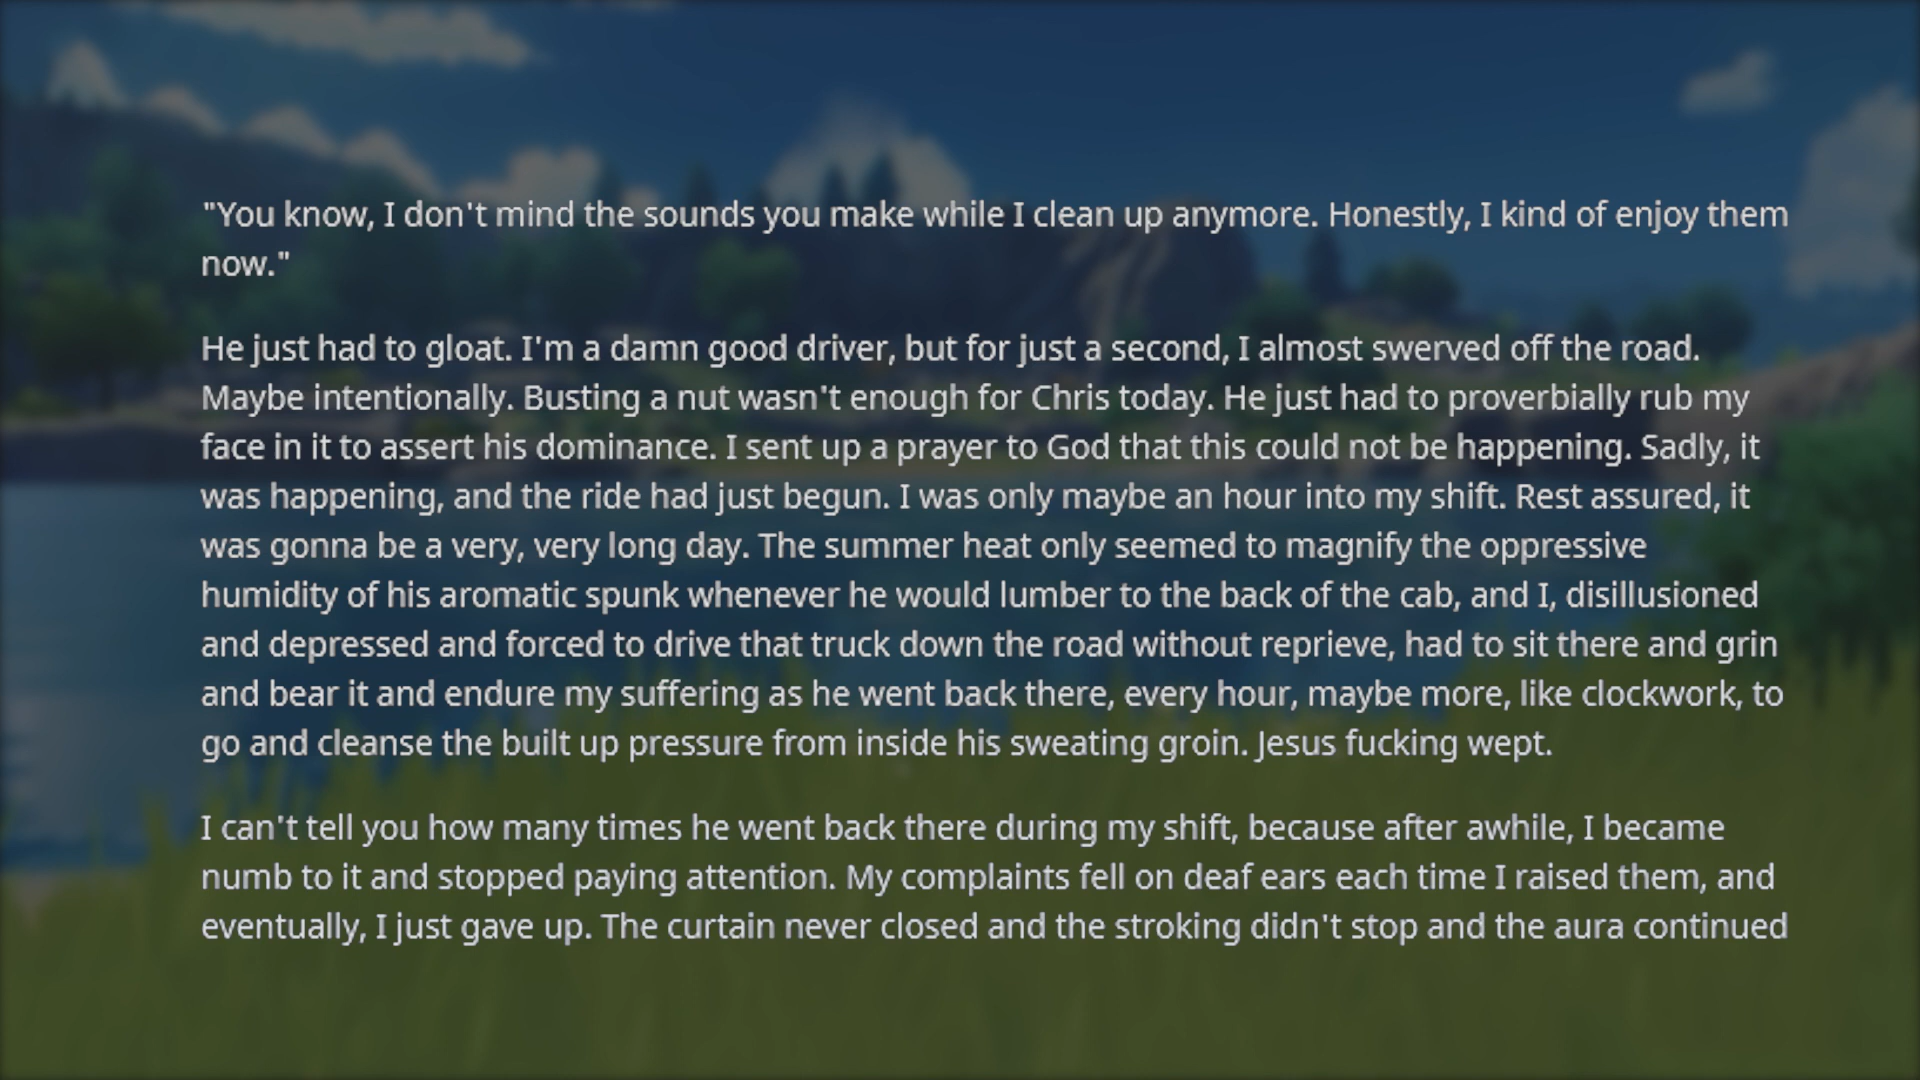 "You know, I don't mind the sounds you make while I clean up anymore. Honestly, I kind of enjoy them
now."
He just had to gloat. I'm a damn good driver, but for just a second, I almost swerved off the road.
Maybe intentionally. Busting a nut wasn't enough for Chris today. He just had to proverbially rub my
face in it to assert his dominance. I sent up a prayer to God that this could not be happening. Sadly, it
was happening, and the ride had just begun. I was only maybe an hour into my shift. Rest assured, it
was gonna be a very, very long day. The summer heat only seemed to magnify the oppressive
humidity of his aromatic spunk whenever he would lumber to the back of the cab, and I, disillusioned
and depressed and forced to drive that truck down the road without reprieve, had to sit there and grin
and bear it and endure my suffering as he went back there, every hour, maybe more, like clockwork, to
go and cleanse the built up pressure from inside his sweating groin. Jesus fucking wept.
I can't tell you how many times he went back there during my shift, because after awhile, I became
numb to it and stopped paying attention. My complaints fell on deaf ears each time I raised them, and
eventually, I just gave up. The curtain never closed and the stroking didn't stop and the aura continued